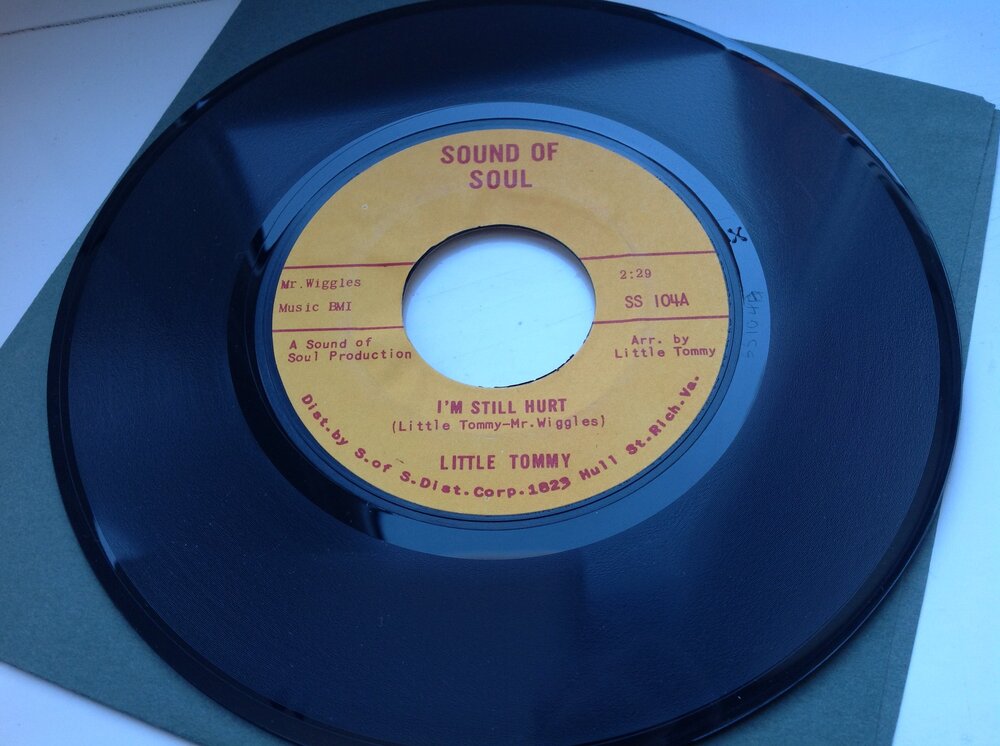 SOUND OF
SOUL
Mr.Wiggles
Music BMI
2:29
SS 104A
A Sound of
Soul Production
Arr. by
Little Tommy
I'M STILL HURT
(Little Tommy-Mr.Wiggles)
LITTLE TOMMY
Dist.by S.of S.Dist.Corp.1823 Hull St.Rich.Va.